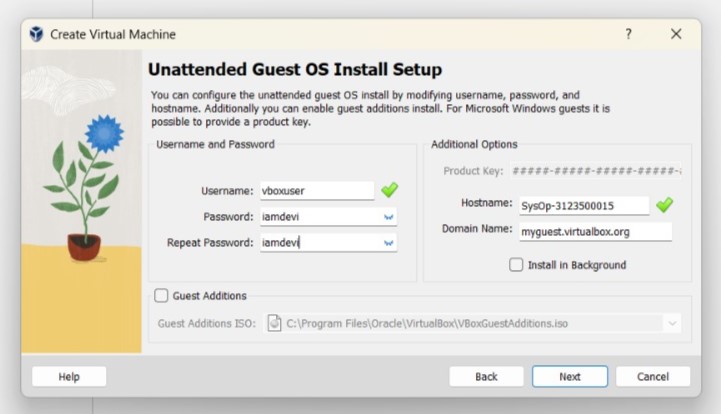 Create Virtual Machine
?
Unattended Guest OS Install Setup
You can configure the unattended guest OS install by modifying username, password, and
hostname. Additionally you can enable guest additions install. For Microsoft Windows guests it is
possible to provide a product key.
Username and Password
Username: vboxuser
Password: iamdevi
Repeat Password: iamdevi
Additional Options
Product Key: #####-#####-#####-#####-
Hostname: SysOp-3123500015
Domain Name: myguest.virtualbox.org
Install in Background
Guest Additions
Guest Additions ISO: C:\Program Files\Oracle\VirtualBox\VBoxGuestAdditions.iso
Help
Back
Next
Cancel